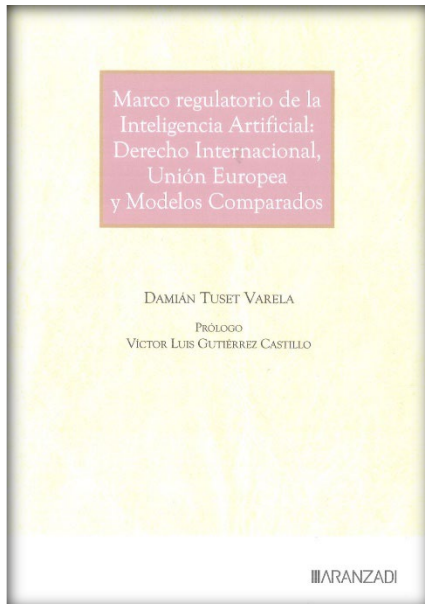 Marco regulatorio de la
Inteligencia Artificial:
Derecho Internacional,
Unión Europea
y Modelos Comparados
DAMIÁN TUSET VARELA
PRÓLOGO
VÍCTOR LUIS GUTIÉRREZ CASTILLO
ARANZADI